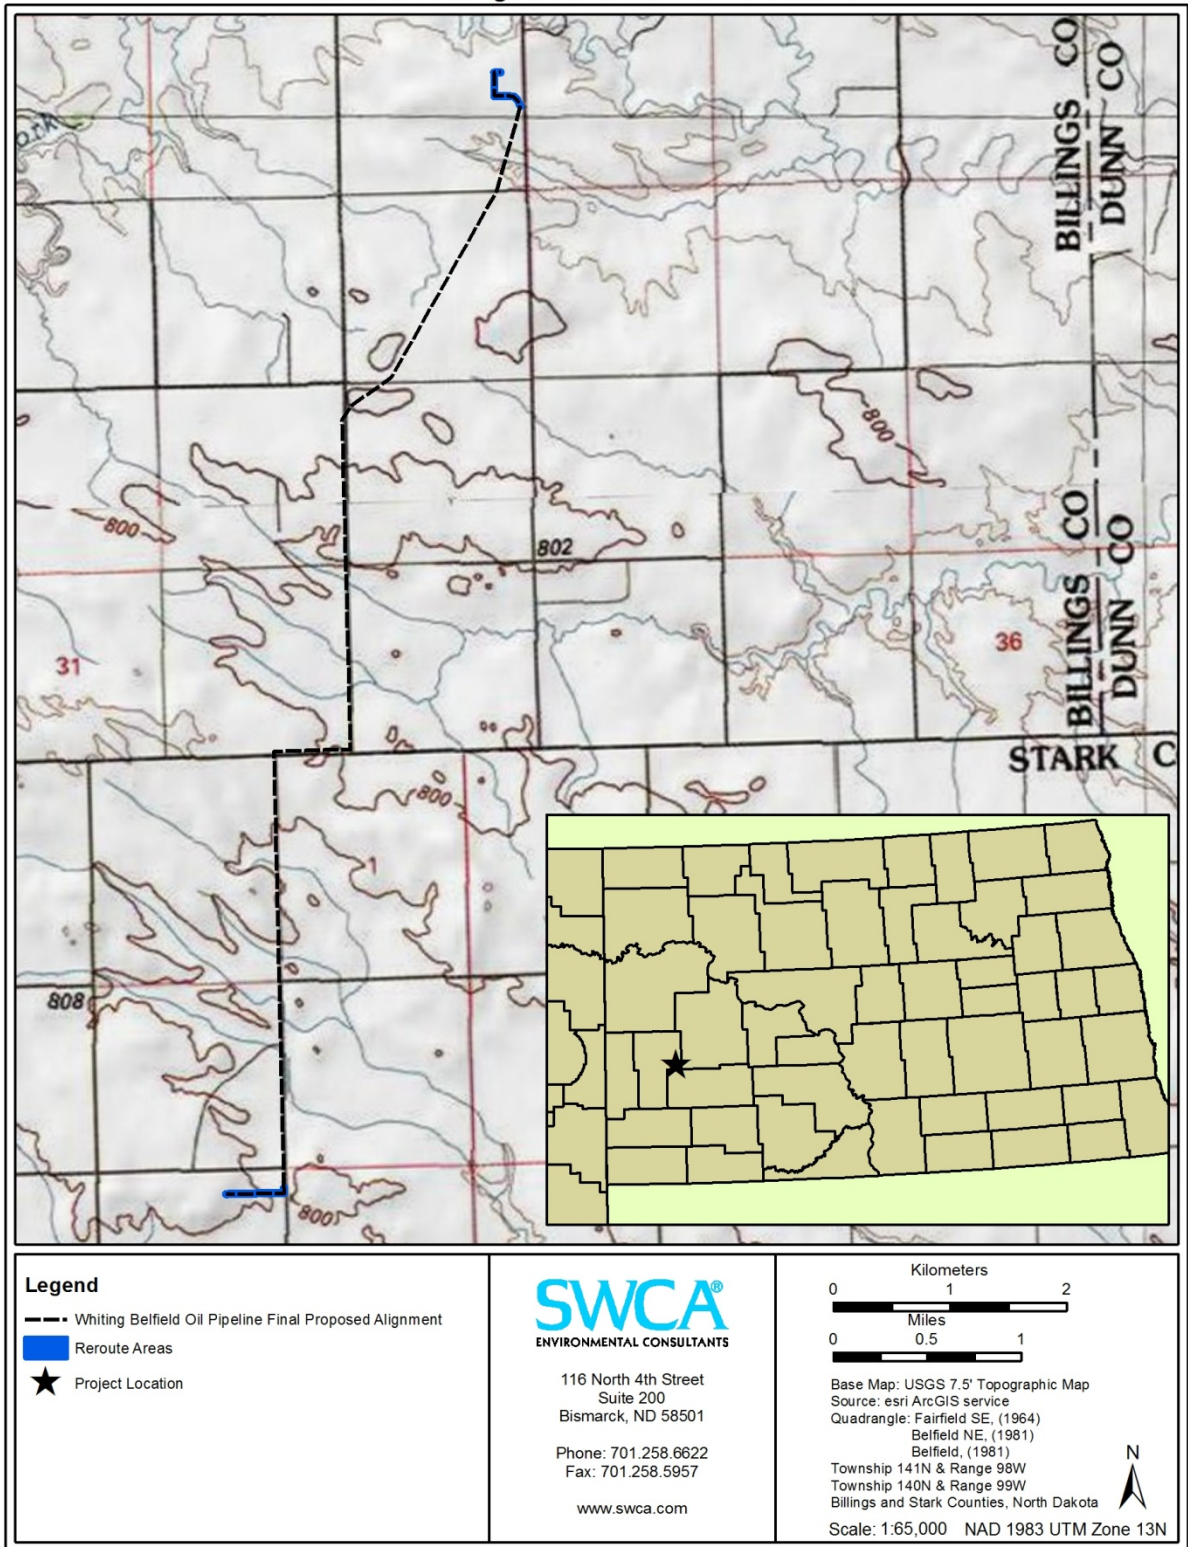 ork
BILLINGS CO
DUNN CO
800
800
802
BILLINGS CO
DUNN CO
31
36
STARK C
800
1
808
800
Legend
Whiting Belfield Oil Pipeline Final Proposed Alignment
Reroute Areas
Project Location
SWCA®
ENVIRONMENTAL CONSULTANTS
116 North 4th Street
Suite 200
Bismarck, ND 58501
Phone: 701.258.6622
Fax: 701.258.5957
www.swca.com
Kilometers
0 1 2
Miles
0 0.5 1
Base Map: USGS 7.5' Topographic Map
Source: esri ArcGIS service
Quadrangle: Fairfield SE, (1964)
Belfield NE, (1981)
Belfield, (1981)
Township 141N & Range 98W
Township 140N & Range 99W
Billings and Stark Counties, North Dakota
N
Scale: 1:65,000 NAD 1983 UTM Zone 13N